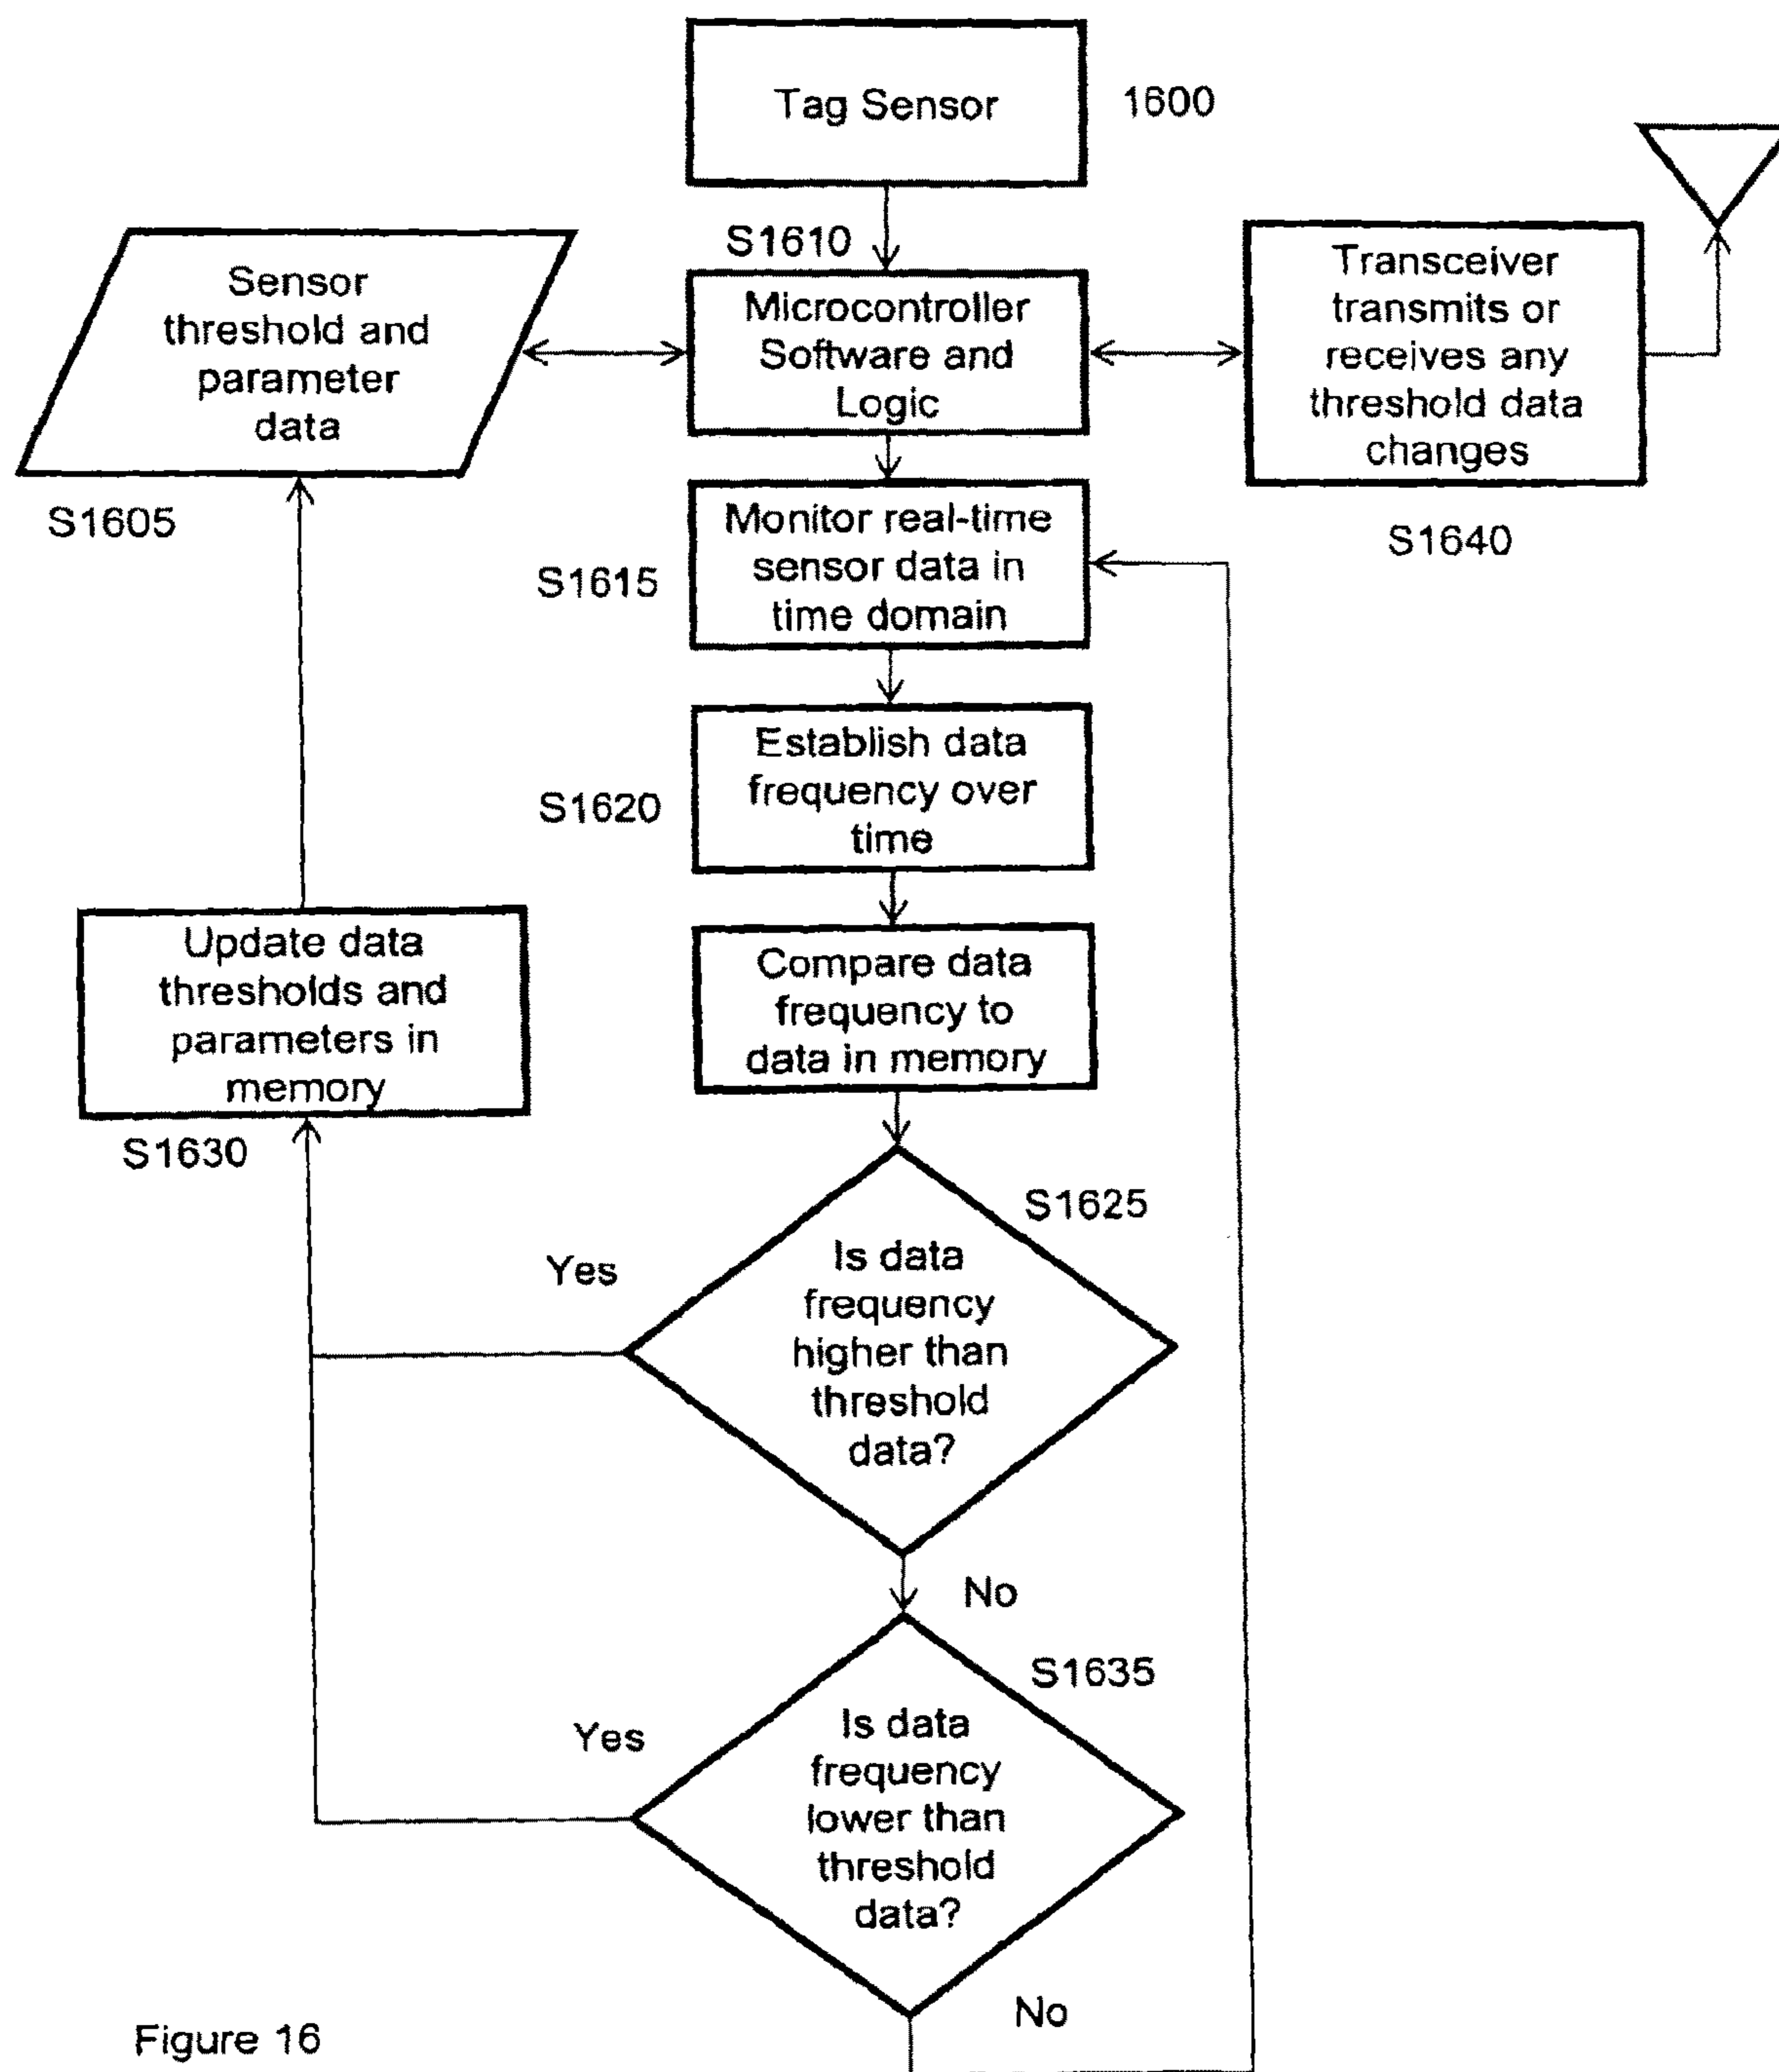 Tag Sensor
1600
S1610
Sensor
threshold and
parameter
data
S1605
Microcontroller
Software and
Logic
Transceiver
transmits or
receives any
threshold data
changes
S1640
Monitor real-time
sensor data in
time domain
S1615
Establish data
frequency over
time
S1620
Update data
thresholds and
parameters in
memory
S1630
Compare data
frequency to
data in memory
S1625
Yes
Is data
frequency
higher than
threshold
data?
No
S1635
Yes
Is data
frequency
lower than
threshold
data?
No
Figure 16